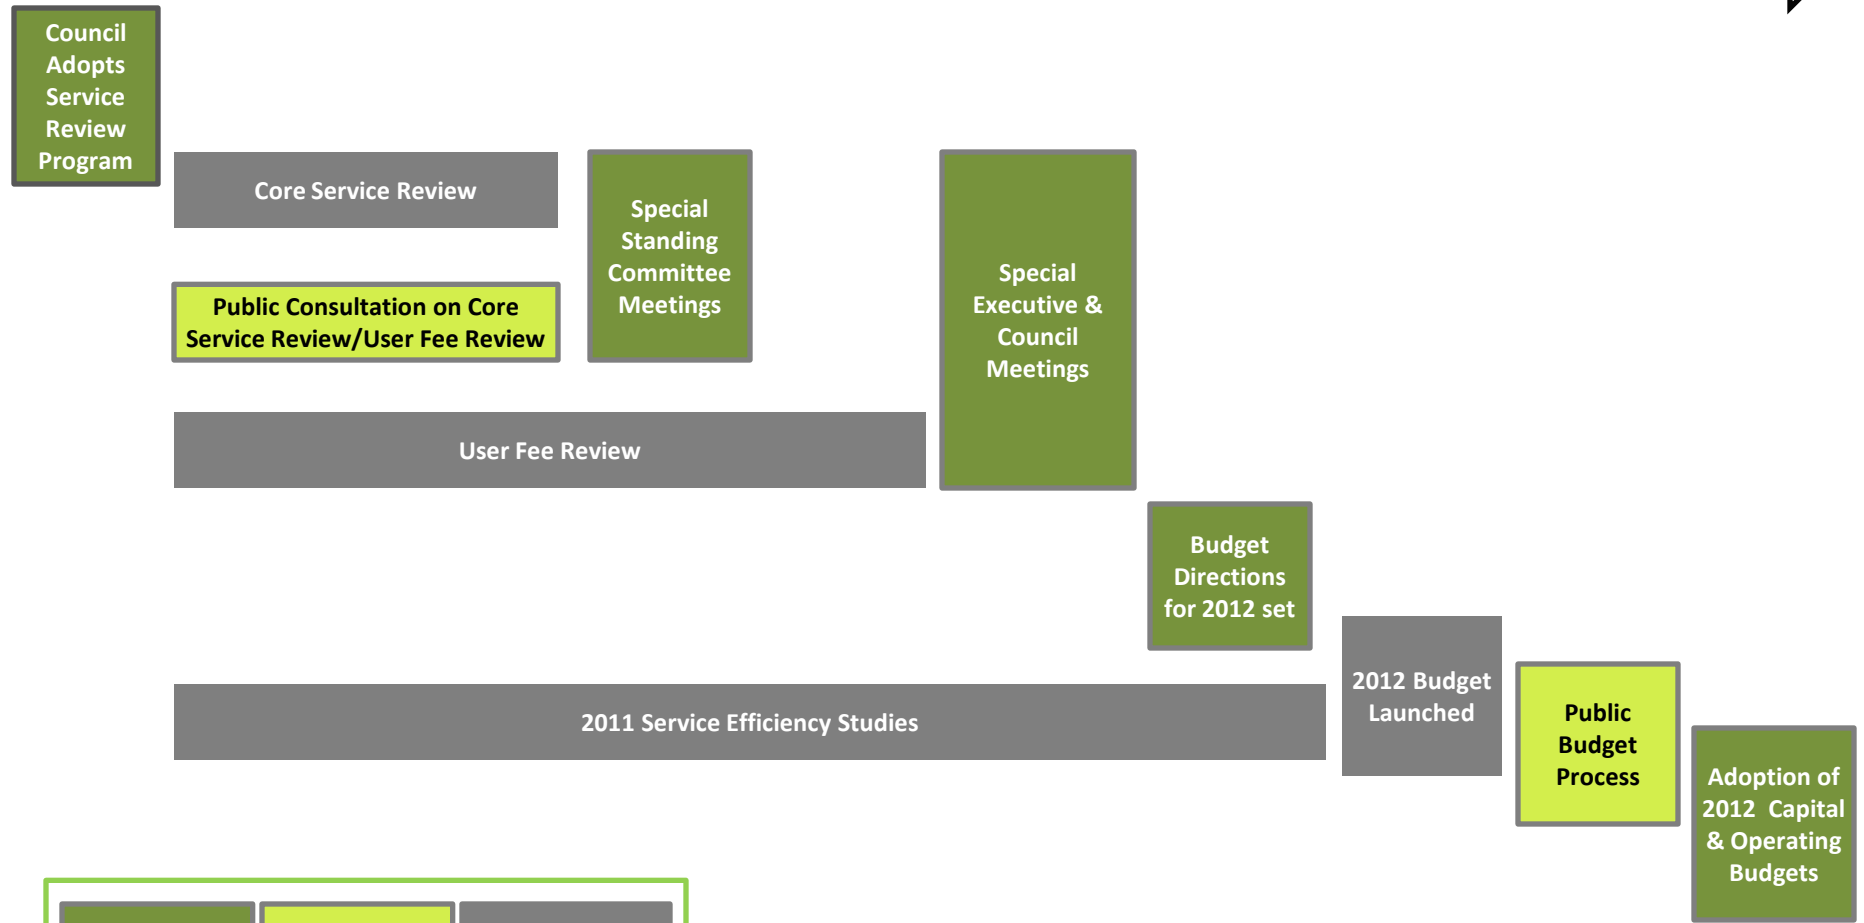 Council
Adopts
Service
Review
Program
Core Service Review
Special
Standing
Committee
Meetings
Special
Executive &
Council
Meetings
Public Consultation on Core
Service Review/User Fee Review
User Fee Review
Budget
Directions
for 2012 set
2011 Service Efficiency Studies
2012 Budget
Launched
Public
Budget
Process
Adoption of
2012 Capital
& Operating
Budgets